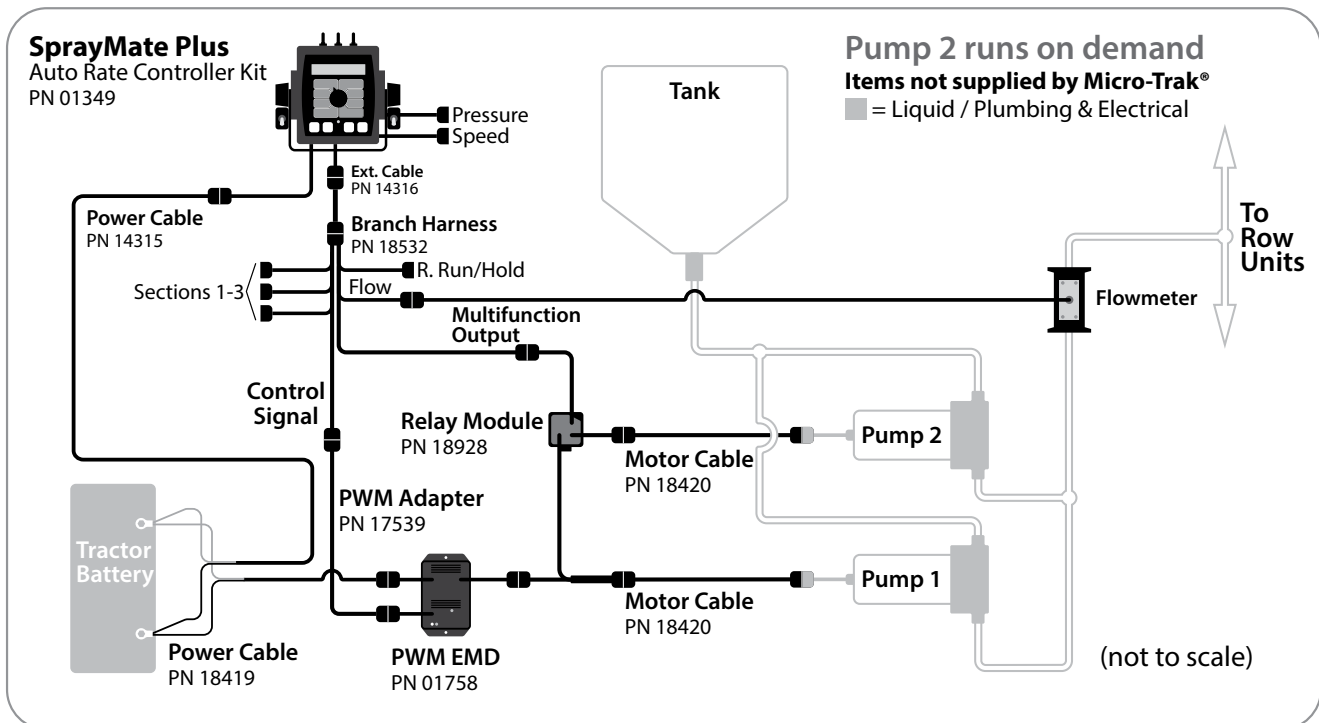 SprayMate Plus
Auto Rate Controller Kit
PN 01349
Pump 2 runs on demand
Items not supplied by Micro-Trak®
= Liquid / Plumbing & Electrical
Tank
Pressure
Speed
Ext. Cable
PN 14316
Power Cable
PN 14315
Branch Harness
PN 18532
R. Run/Hold
Sections 1-3
Flow
To
Row
Units
Flowmeter
Multifunction
Output
Control
Signal
Relay Module
PN 18928
Pump 2
Motor Cable
PN 18420
PWM Adapter
PN 17539
Tractor
Battery
Pump 1
Motor Cable
PN 18420
Power Cable
PN 18419
PWM EMD
PN 01758
(not to scale)